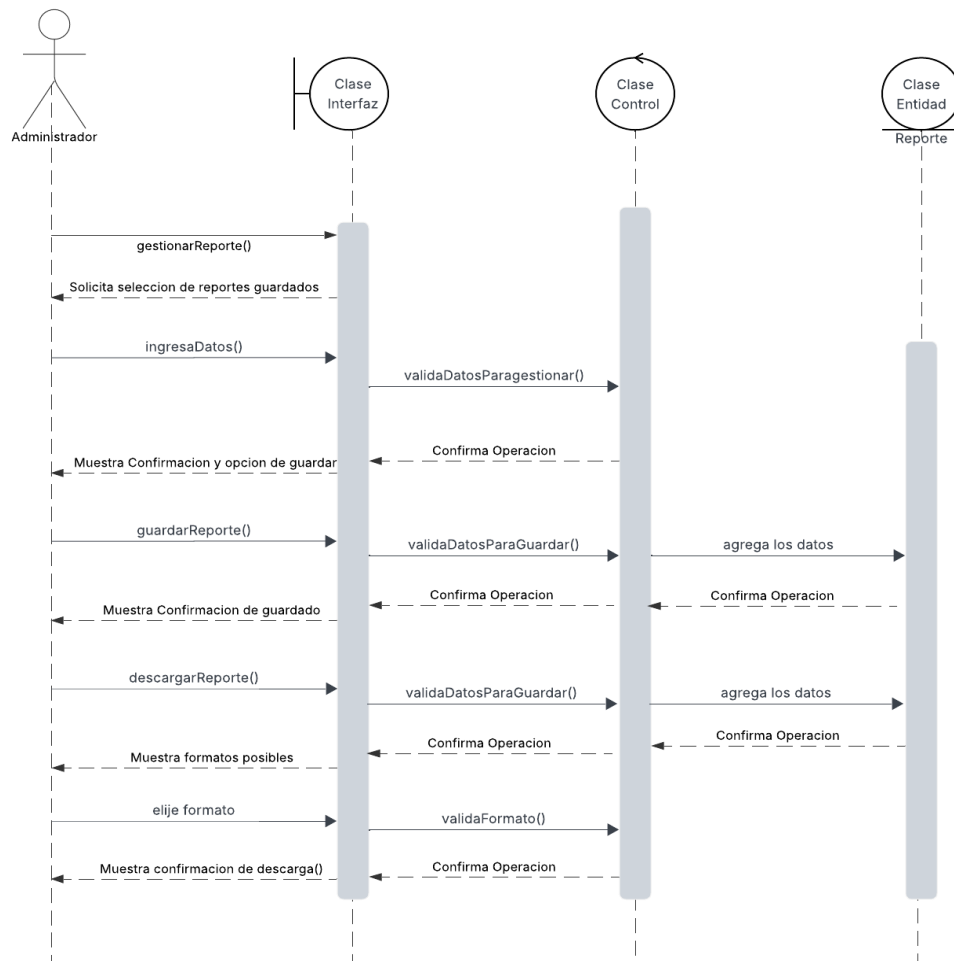 Administrador
Clase
Interfaz
Clase
Control
Clase
Entidad
Reporte
gestionarReporte()
Solicita seleccion de reportes guardados
ingresaDatos()
validaDatosParagestionar()
Confirma Operacion
Muestra Confirmacion y opcion de guardar
guardarReporte()
validaDatosParaGuardar()
agrega los datos
Confirma Operacion
Confirma Operacion
Muestra Confirmacion de guardado
descargarReporte()
validaDatosParaGuardar()
agrega los datos
Confirma Operacion
Confirma Operacion
Muestra formatos posibles
elije formato
validaFormato()
Confirma Operacion
Muestra confirmacion de descarga()